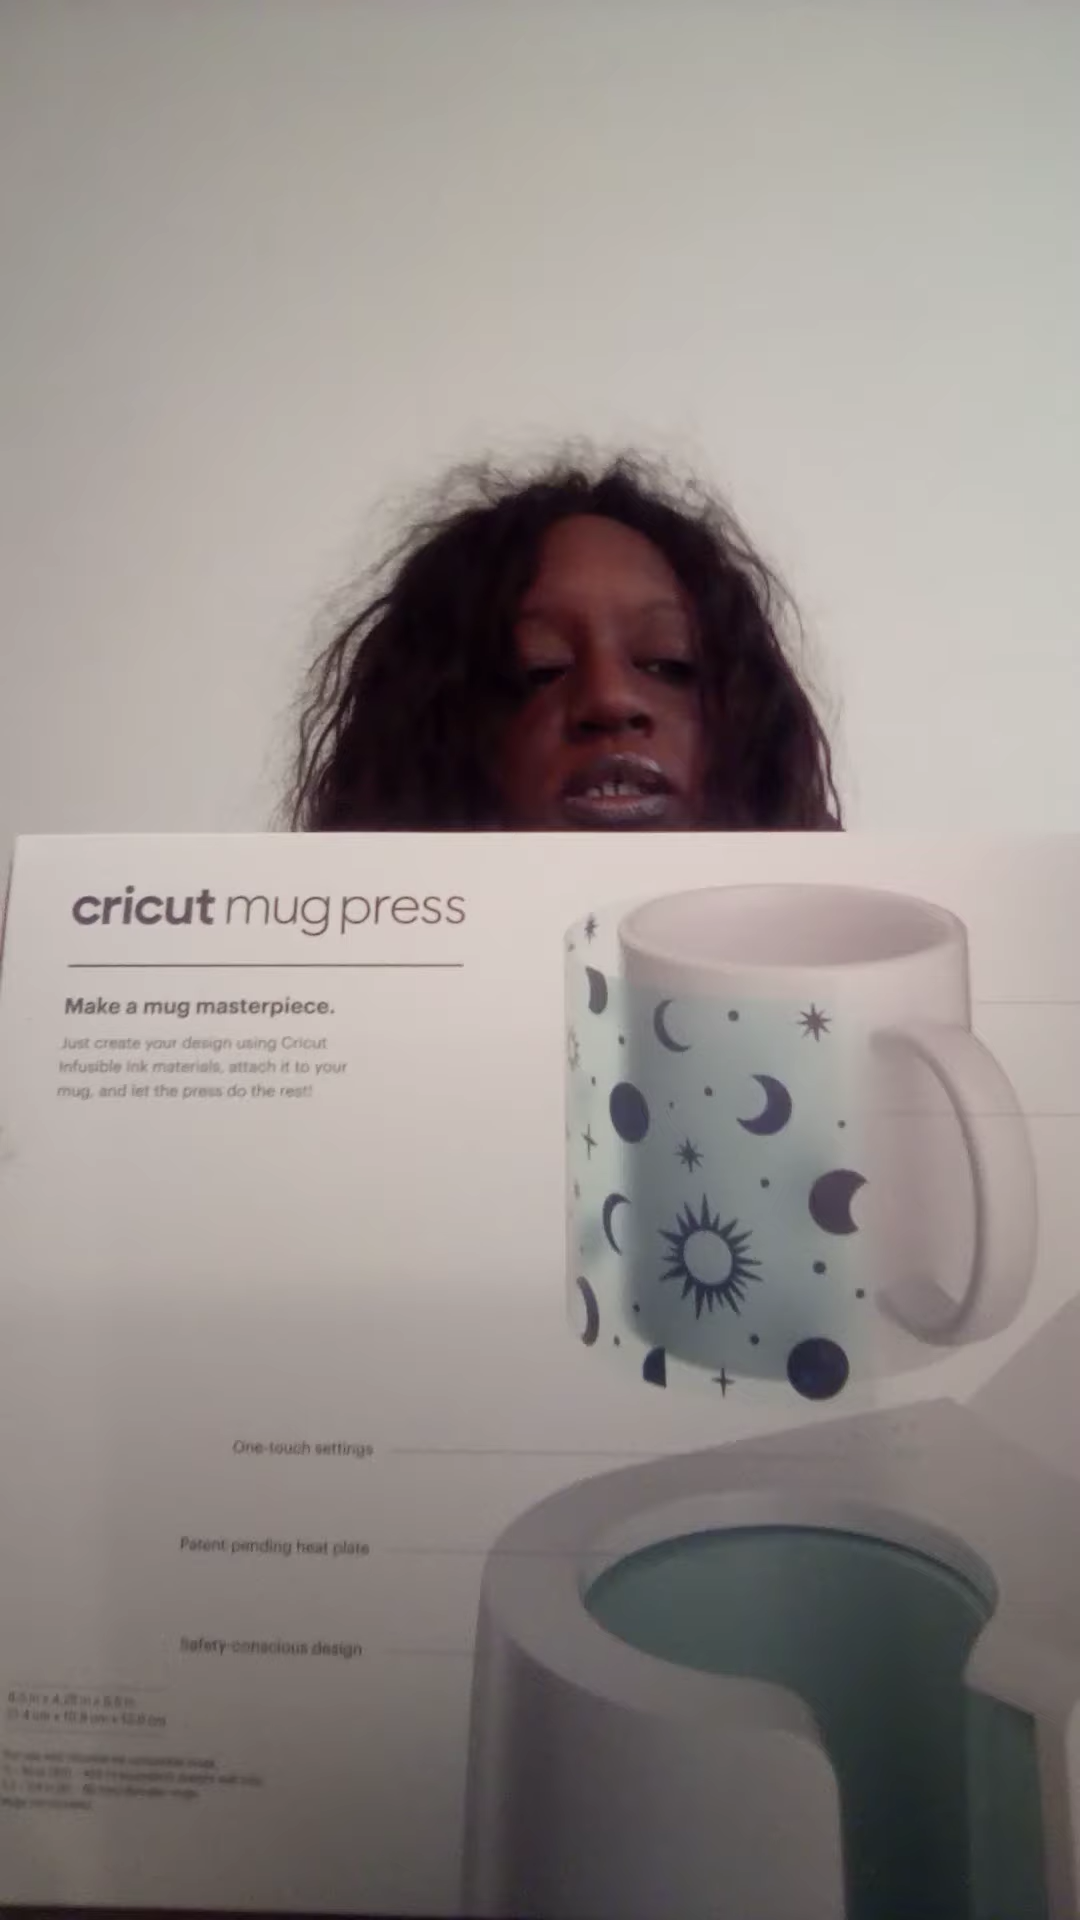 cricut mug press
Make a mug masterpiece.
Just create your design using Cricut
Infusible Ink materials, attach it to your
mug, and let the press do the rest!
One-touch settings
Patent-pending heat plate
Safety-conscious design